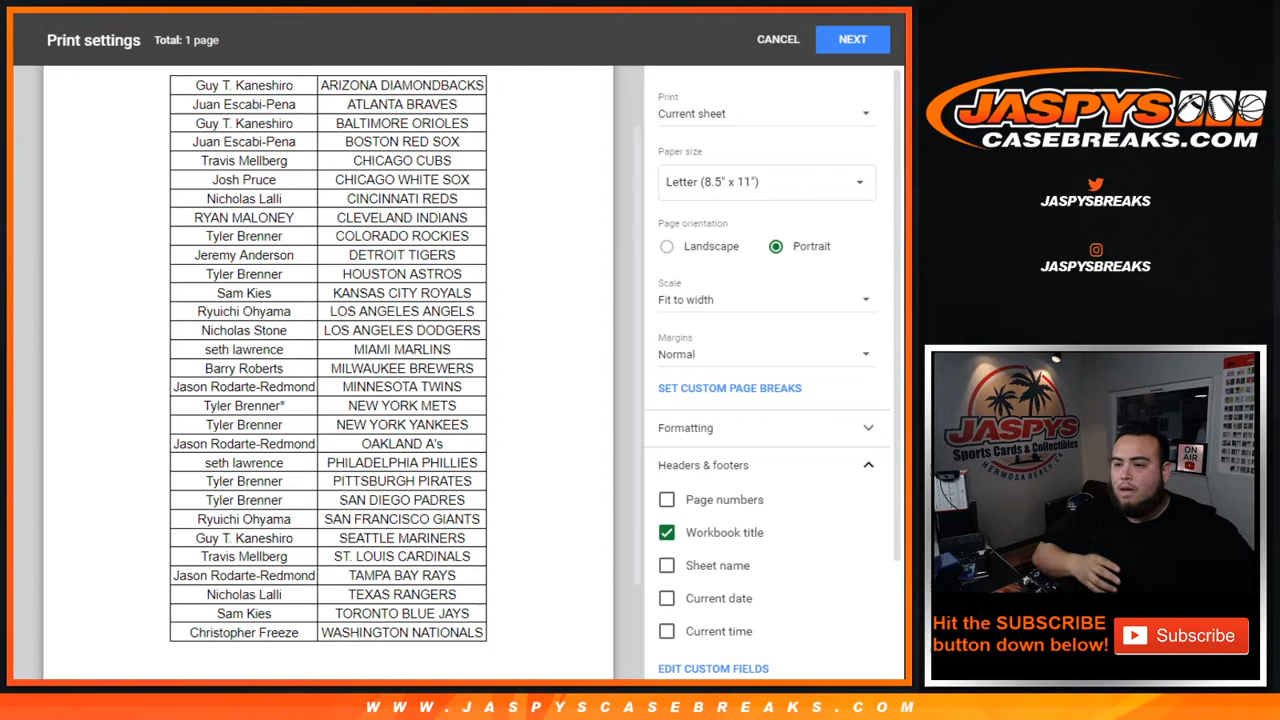 Print settings Total: 1 page CANCEL NEXT
Guy T. Kaneshiro ARIZONA DIAMONDBACKS
Juan Escabi-Pena ATLANTA BRAVES
Guy T. Kaneshiro BALTIMORE ORIOLES
Juan Escabi-Pena BOSTON RED SOX
Travis Mellberg CHICAGO CUBS
Josh Pruce CHICAGO WHITE SOX
Nicholas Lalli CINCINNATI REDS
RYAN MALONEY CLEVELAND INDIANS
Tyler Brenner COLORADO ROCKIES
Jeremy Anderson DETROIT TIGERS
Tyler Brenner HOUSTON ASTROS
Sam Kies KANSAS CITY ROYALS
Ryuichi Ohyama LOS ANGELES ANGELS
Nicholas Stone LOS ANGELES DODGERS
seth lawrence MIAMI MARLINS
Barry Roberts MILWAUKEE BREWERS
Jason Rodarte-Redmond MINNESOTA TWINS
Tyler Brenner* NEW YORK METS
Tyler Brenner NEW YORK YANKEES
Jason Rodarte-Redmond OAKLAND A's
seth lawrence PHILADELPHIA PHILLIES
Tyler Brenner PITTSBURGH PIRATES
Tyler Brenner SAN DIEGO PADRES
Ryuichi Ohyama SAN FRANCISCO GIANTS
Guy T. Kaneshiro SEATTLE MARINERS
Travis Mellberg ST. LOUIS CARDINALS
Jason Rodarte-Redmond TAMPA BAY RAYS
Nicholas Lalli TEXAS RANGERS
Sam Kies TORONTO BLUE JAYS
Christopher Freeze WASHINGTON NATIONALS
Print
Current sheet
Paper size
Letter (8.5" x 11")
Page orientation
Landscape Portrait
Scale
Fit to width
Margins
Normal
SET CUSTOM PAGE BREAKS
Formatting
Headers & footers
Page numbers
Workbook title
Sheet name
Current date
Current time
EDIT CUSTOM FIELDS
JASPYS
CASEBREAKS.COM
JASPYSBREAKS
JASPYSBREAKS
JASPYS
Sports Cards & Collectibles
HERMOSA BEACH, CA
ON AIR
Hit the SUBSCRIBE
button down below!
Subscribe
WWW.JASPYSCASEBREAKS.COM